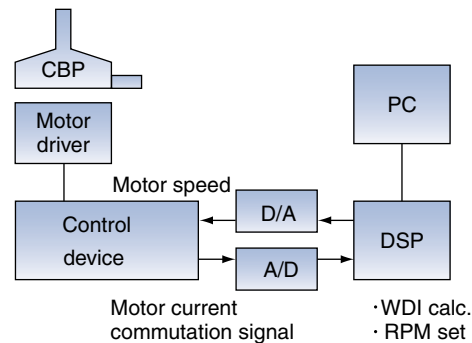 CBP
Motor
driver
PC
Motor speed
D/A
Control
device
DSP
A/D
Motor current
commutation signal
·WDI calc.
· RPM set